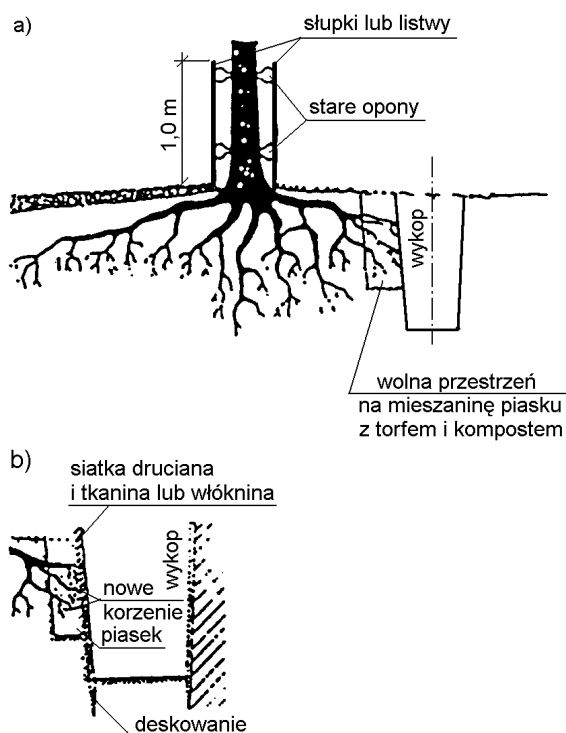 a)
słupki lub listwy
stare opony
1,0 m
wykop
wolna przestrzeń
na mieszaninę piasku
z torfem i kompostem
b)
siatka druciana
i tkanina lub włóknina
wykop
nowe
korzenie
piasek
deskowanie